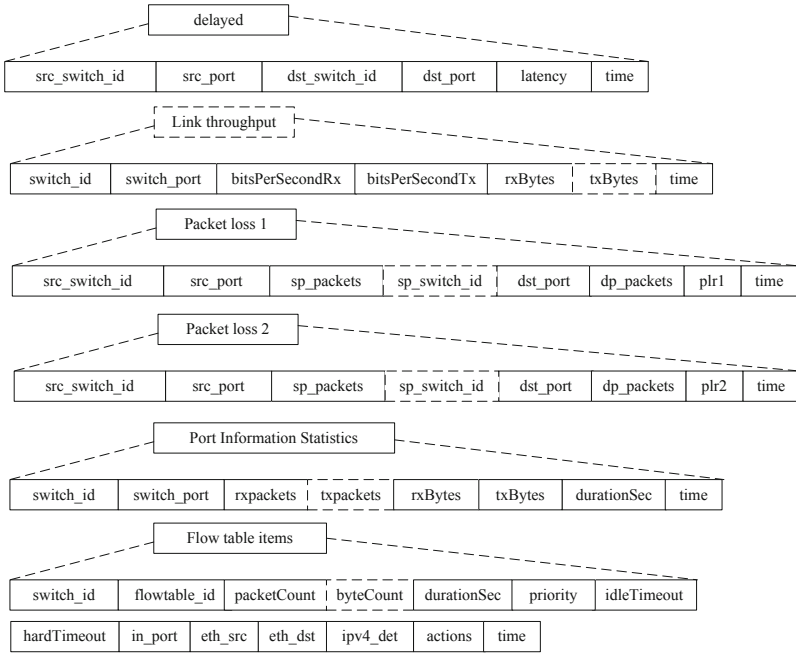 delayed
src_switch_id src_port dst_switch_id dst_port latency time
Link throughput
switch_id switch_port bitsPerSecondRx bitsPerSecondTx rxBytes txBytes time
Packet loss 1
src_switch_id src_port sp_packets sp_switch_id dst_port dp_packets plr1 time
Packet loss 2
src_switch_id src_port sp_packets sp_switch_id dst_port dp_packets plr2 time
Port Information Statistics
switch_id switch_port rxpackets txpackets rxBytes txBytes durationSec time
Flow table items
switch_id flowtable_id packetCount byteCount durationSec priority idleTimeout
hardTimeout in_port eth_src eth_dst ipv4_det actions time